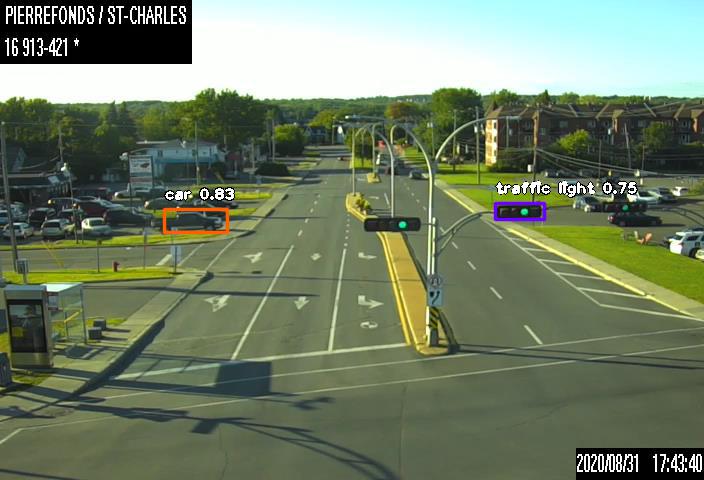 PIERREFONDS / ST-CHARLES
16 913-421 *
car 0.83
traffic light 0.75
2020/08/31 17:43:40